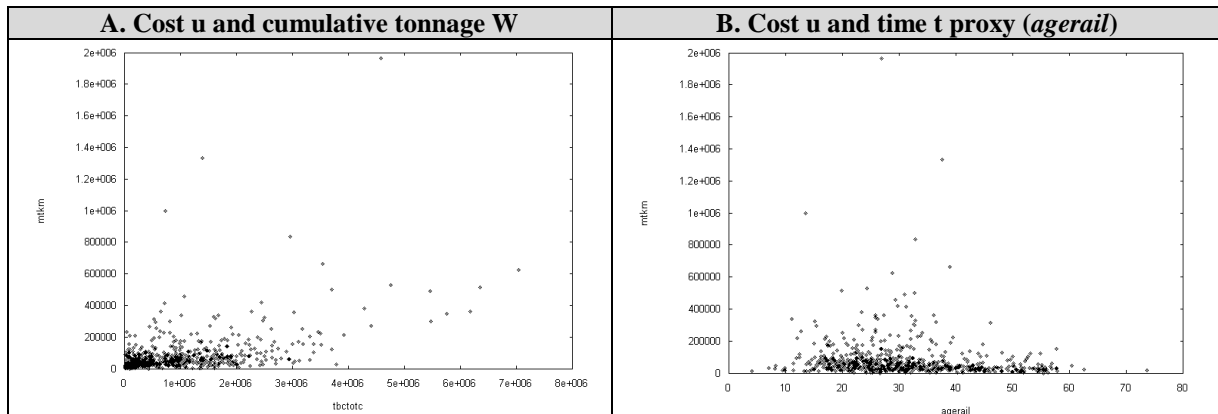 A. Cost u and cumulative tonnage W
B. Cost u and time t proxy (agerail)
2e+006
1.8e+006
1.6e+006
1.4e+006
1.2e+006
1e+006
800000
600000
400000
200000
0
mtkm
0 1e+006 2e+006 3e+006 4e+006 5e+006 6e+006 7e+006 8e+006
tbctotc
2e+006
1.8e+006
1.6e+006
1.4e+006
1.2e+006
1e+006
800000
600000
400000
200000
0
mtkm
0 10 20 30 40 50 60 70 80
agerail